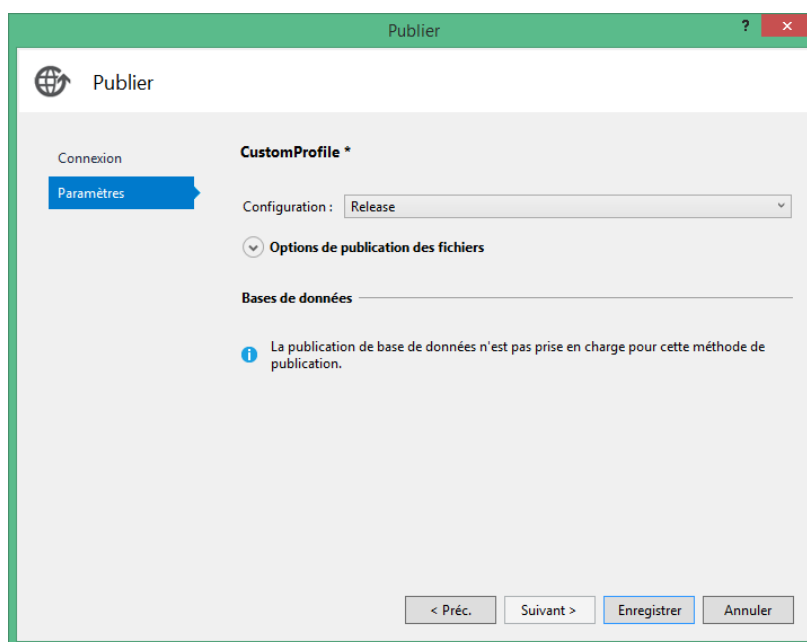 Publier
?
Publier
Connexion
Paramètres
CustomProfile *
Configuration : Release
Options de publication des fichiers
Bases de données
La publication de base de données n'est pas prise en charge pour cette méthode de
publication.
< Préc. Suivant > Enregistrer Annuler